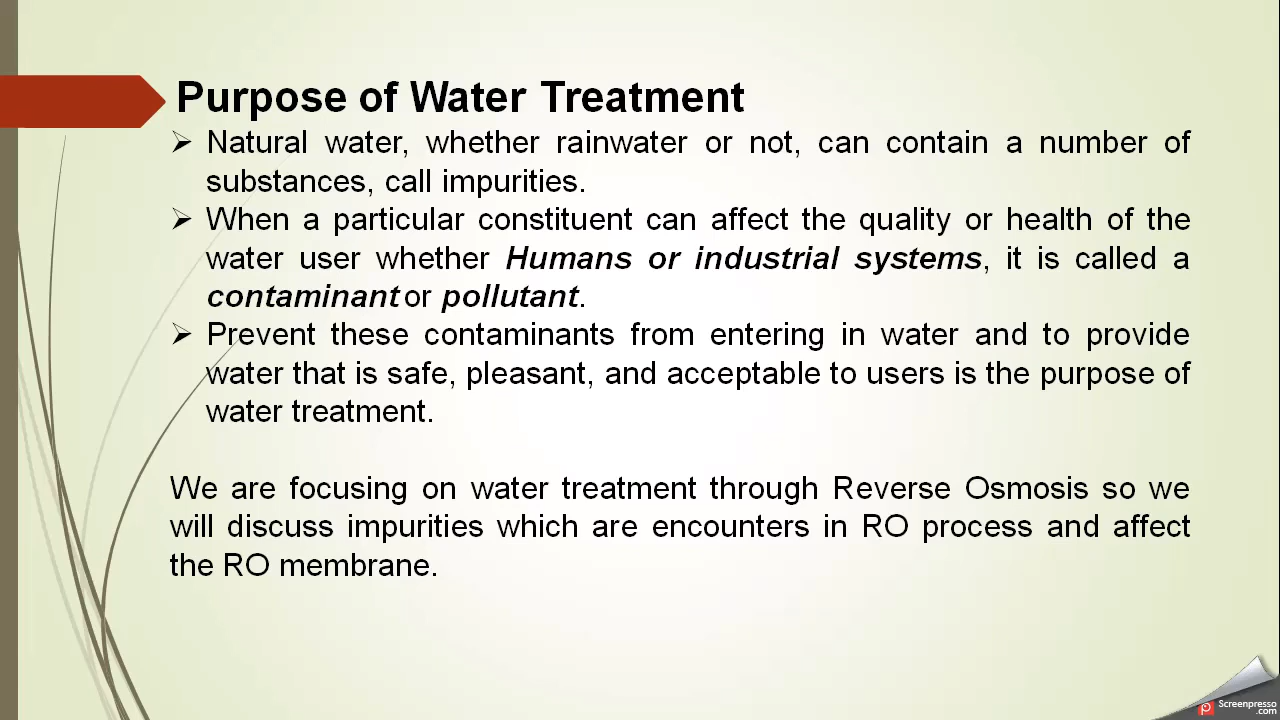 Purpose of Water Treatment
➢ Natural water, whether rainwater or not, can contain a number of
substances, call impurities.
➢ When a particular constituent can affect the quality or health of the
water user whether Humans or industrial systems, it is called a
contaminant or pollutant.
➢ Prevent these contaminants from entering in water and to provide
water that is safe, pleasant, and acceptable to users is the purpose of
water treatment.
We are focusing on water treatment through Reverse Osmosis so we
will discuss impurities which are encounters in RO process and affect
the RO membrane.
Screenpresso
.com